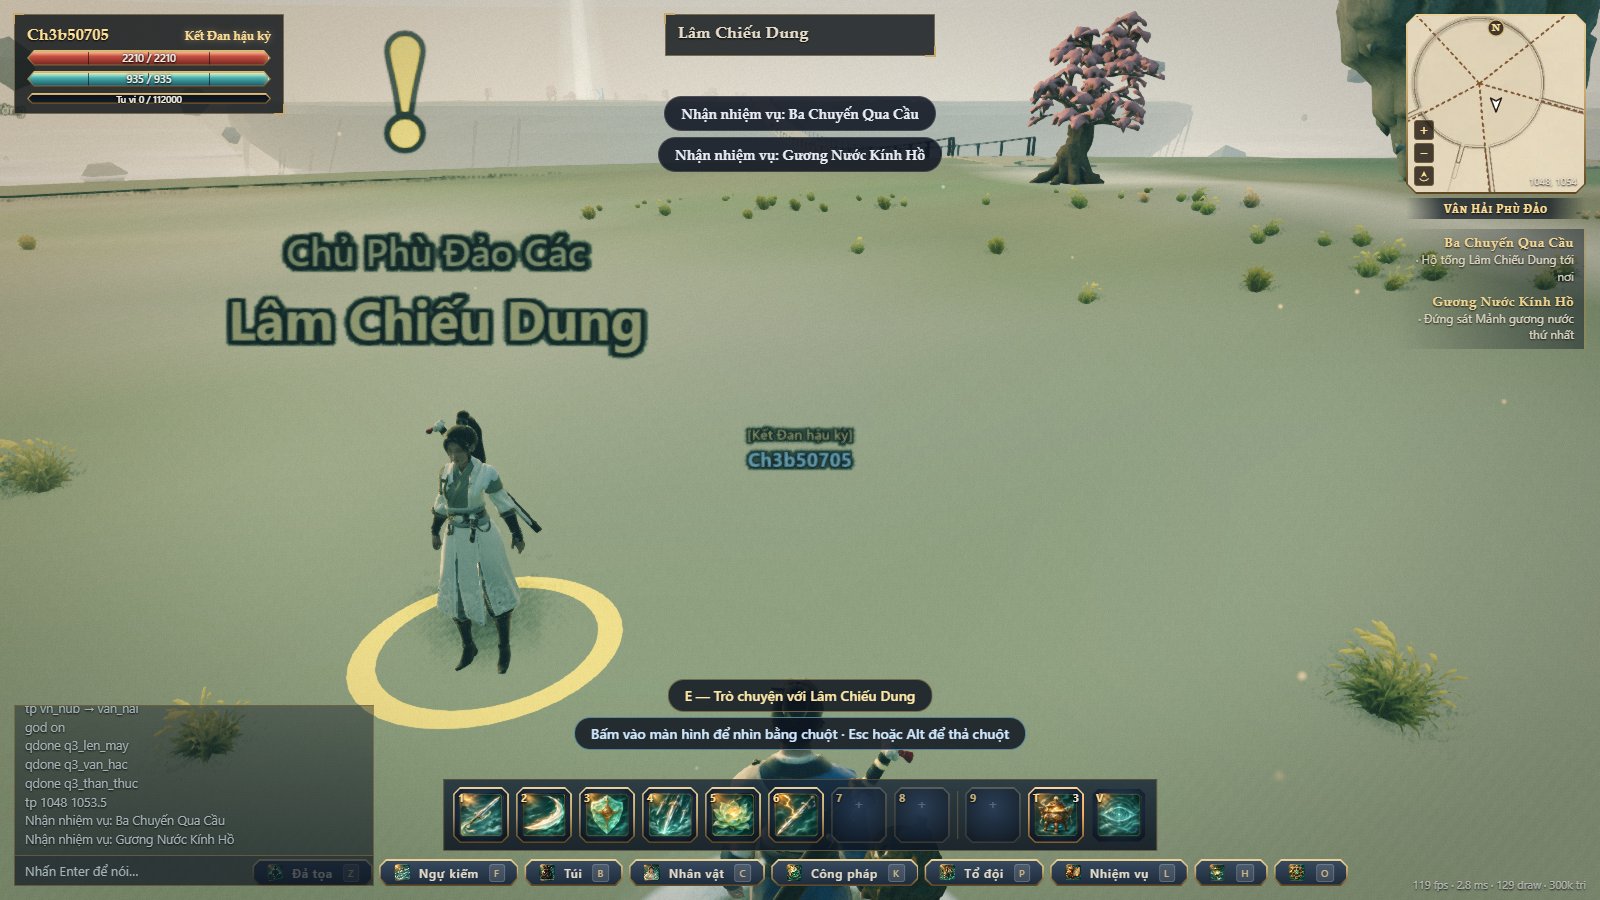 Ch3b50705
Kết Đan hậu kỳ
2210 / 2210
935 / 935
Tu vi 0 / 112000
Lâm Chiếu Dung
Nhận nhiệm vụ: Ba Chuyến Qua Cầu
Nhận nhiệm vụ: Gương Nước Kính Hồ
N
+
−
1048, 1054
Vân Hải Phù Đảo
Ba Chuyến Qua Cầu
· Hộ tống Lâm Chiếu Dung tới
nơi
Gương Nước Kính Hồ
· Đứng sát Mảnh gương nước
thứ nhất
Chủ Phù Đảo Các
Lâm Chiếu Dung
[Kết Đan hậu kỳ]
Ch3b50705
E — Trò chuyện với Lâm Chiếu Dung
Bấm vào màn hình để nhìn bằng chuột · Esc hoặc Alt để thả chuột
tp vh_hub → van_hai
god on
qdone q3_len_may
qdone q3_van_hac
qdone q3_than_thuc
tp 1048 1053.5
Nhận nhiệm vụ: Ba Chuyến Qua Cầu
Nhận nhiệm vụ: Gương Nước Kính Hồ
Nhấn Enter để nói...
1 2 3 4 5 6 7 + 8 + 9 + T 3 V
Đả tọa Z
Ngự kiếm F
Túi B
Nhân vật C
Công pháp K
Tổ đội P
Nhiệm vụ L
H
O
119 fps · 2.8 ms · 129 draw · 300k tri